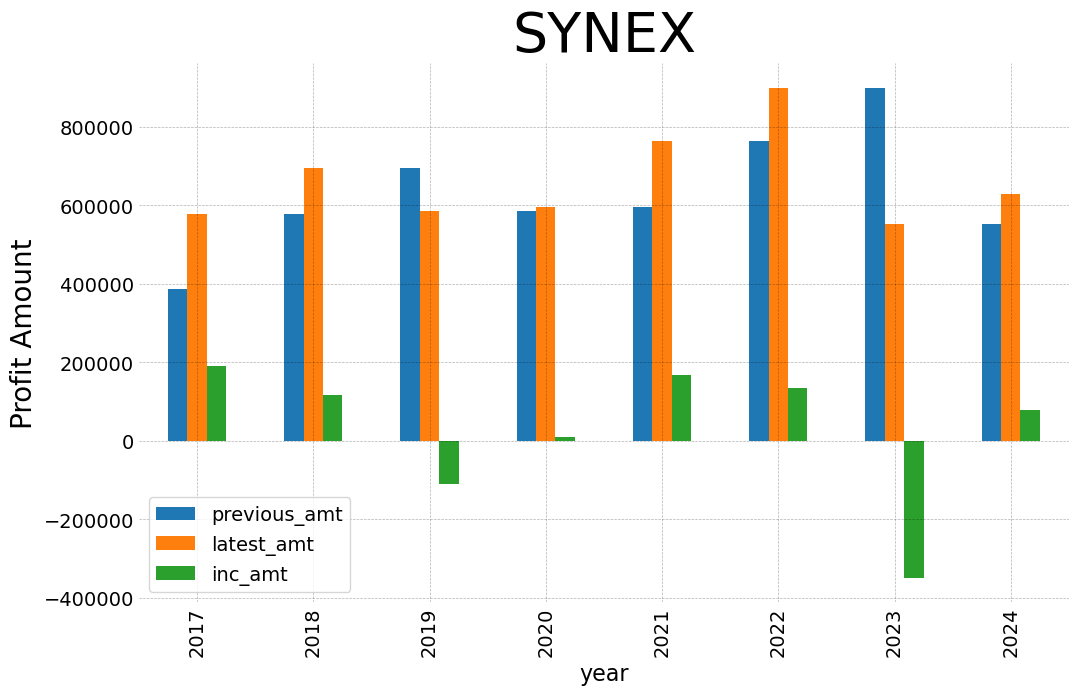 SYNEX
Profit Amount
800000
600000
400000
200000
0
−200000
−400000
previous_amt
latest_amt
inc_amt
2017
2018
2019
2020
2021
2022
2023
2024
year